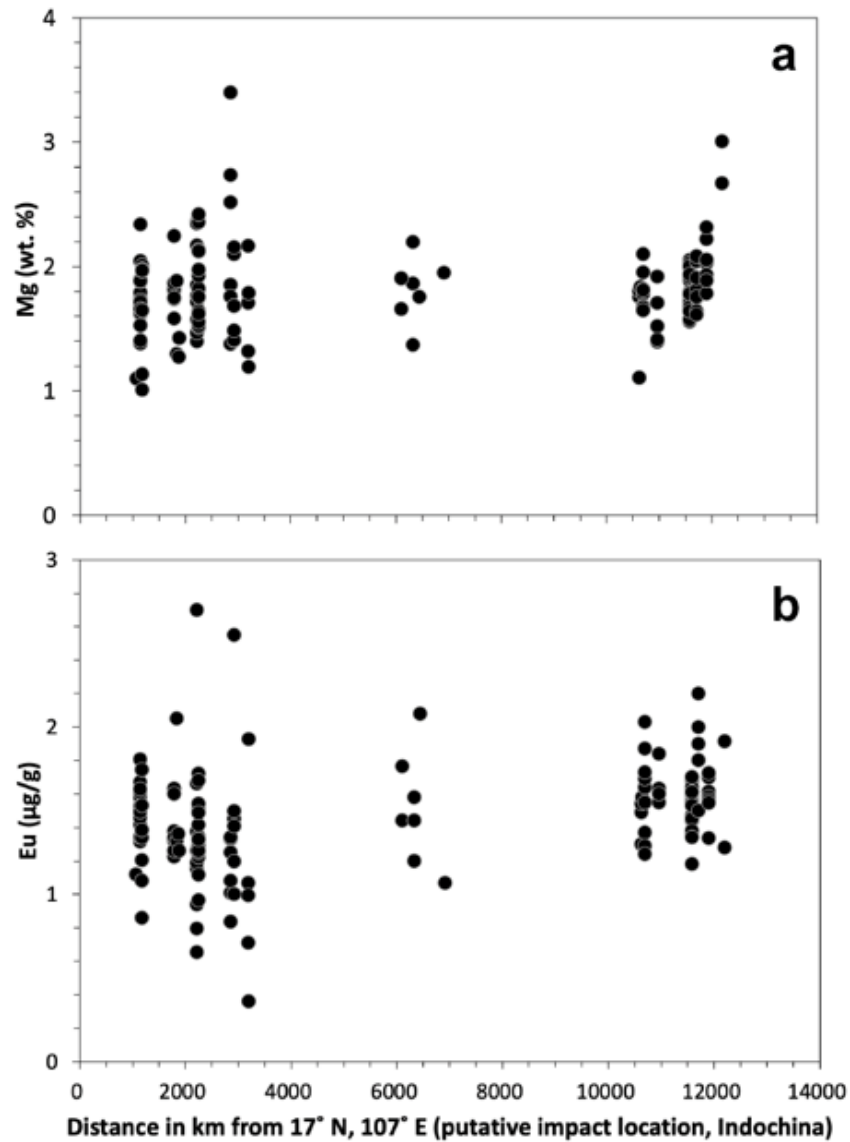 a
4
3
2
1
0
Mg (wt. %)
b
3
2
1
0
Eu (µg/g)
0 2000 4000 6000 8000 10000 12000 14000
Distance in km from 17˚ N, 107˚ E (putative impact location, Indochina)